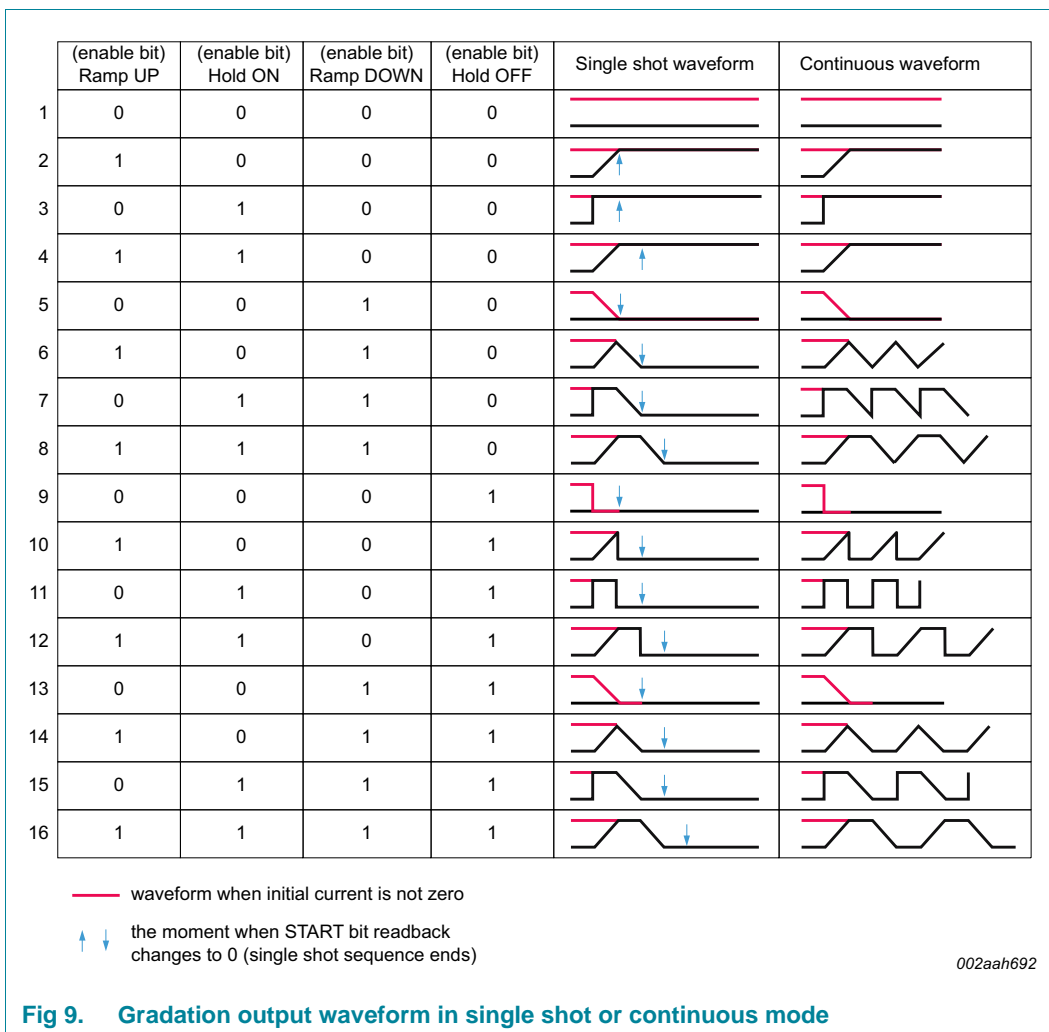 (enable bit) Ramp UP (enable bit) Hold ON (enable bit) Ramp DOWN (enable bit) Hold OFF Single shot waveform Continuous waveform
1 0 0 0 0
2 1 0 0 0
3 0 1 0 0
4 1 1 0 0
5 0 0 1 0
6 1 0 1 0
7 0 1 1 0
8 1 1 1 0
9 0 0 0 1
10 1 0 0 1
11 0 1 0 1
12 1 1 0 1
13 0 0 1 1
14 1 0 1 1
15 0 1 1 1
16 1 1 1 1
waveform when initial current is not zero
the moment when START bit readback
changes to 0 (single shot sequence ends)
002aah692
Fig 9. Gradation output waveform in single shot or continuous mode